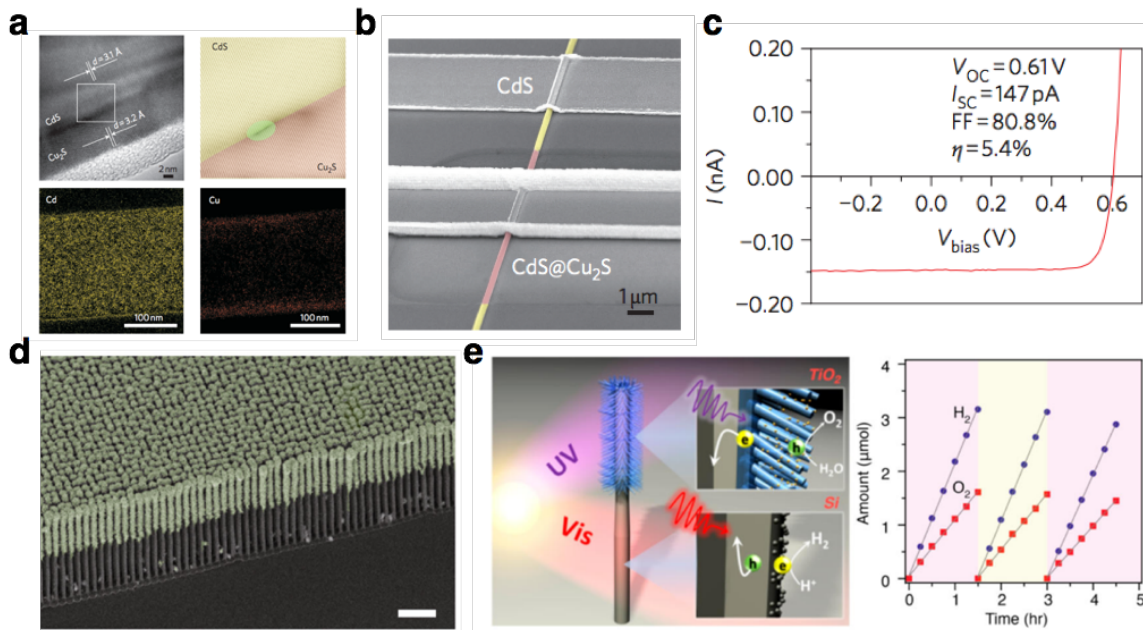 a
d=3.1 Å
CdS
d=3.2 Å
Cu₂S
2 nm
CdS
Cu₂S
Cd
100 nm
Cu
100 nm
b
CdS
CdS@Cu₂S
1 μm
c
0.20
0.10
0.00
−0.10
−0.20
I (nA)
V_OC = 0.61 V
I_SC = 147 pA
FF = 80.8%
η = 5.4%
−0.2
0.0
0.2
0.4
0.6
V_bias (V)
d
e
UV
Vis
TiO₂
e
h
O₂
H₂O
Si
h
e
H₂
H⁺
4
3
2
1
0
Amount (μmol)
H₂
O₂
0
1
2
3
4
5
Time (hr)